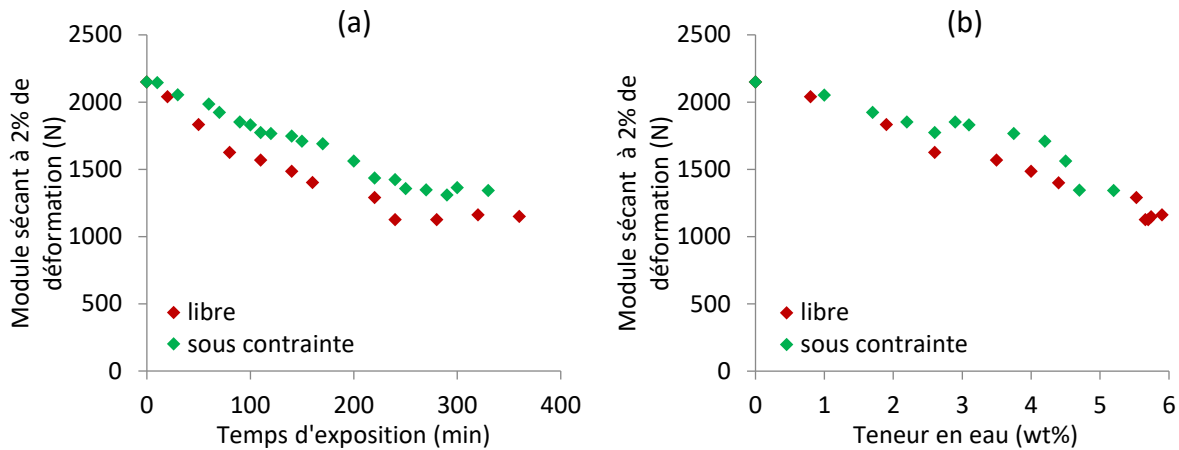 (a)
Module sécant à 2% de
déformation (N)
2500
2000
1500
1000
500
0
libre
sous contrainte
0 100 200 300 400
Temps d'exposition (min)
(b)
Module sécant à 2% de
déformation (N)
2500
2000
1500
1000
500
0
libre
sous contrainte
0 1 2 3 4 5 6
Teneur en eau (wt%)